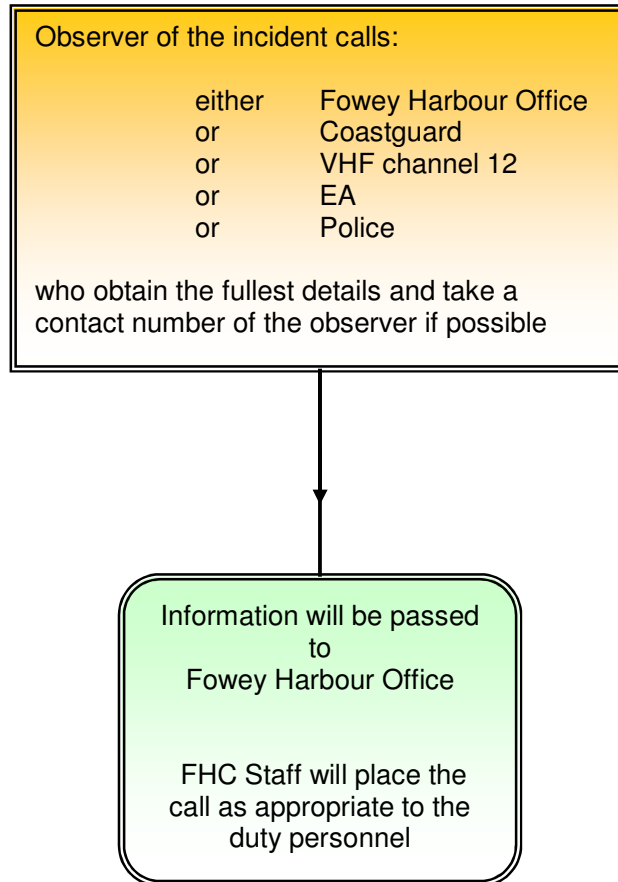 Observer of the incident calls:
either Fowey Harbour Office
or Coastguard
or VHF channel 12
or EA
or Police
who obtain the fullest details and take a
contact number of the observer if possible
Information will be passed
to
Fowey Harbour Office
FHC Staff will place the
call as appropriate to the
duty personnel